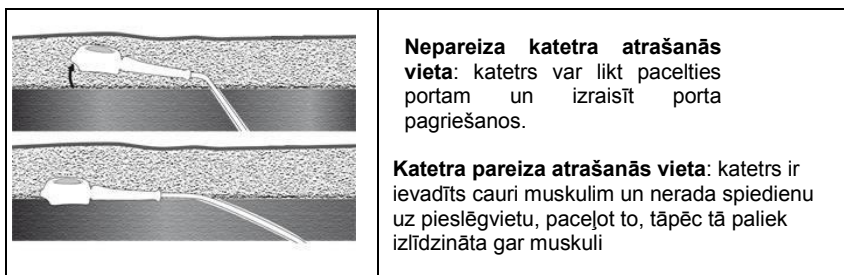 Nepareiza katetra atrašanās
vieta: katetrs var likt pacelties
portam un izraisīt porta
pagriešanos.
Katetra pareiza atrašanās vieta: katetrs ir
ievadīts cauri muskulim un nerada spiedienu
uz pieslēgvietu, paceļot to, tāpēc tā paliek
izlīdzināta gar muskuli